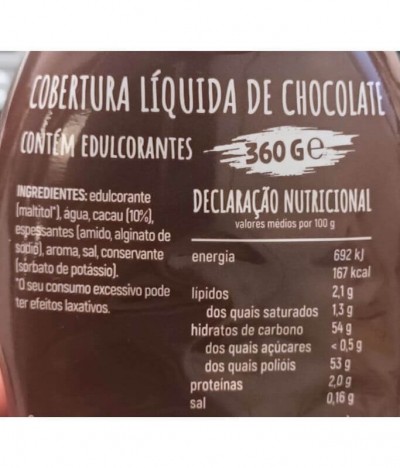 COBERTURA LÍQUIDA DE CHOCOLATE
CONTÉM EDULCORANTES
360G℮
INGREDIENTES: edulcorante
(maltitol*), água, cacau (10%),
espessantes (amido, alginato de
sódio), aroma, sal, conservante
(sorbato de potássio).
*O seu consumo excessivo pode
ter efeitos laxativos.
DECLARAÇÃO NUTRICIONAL
valores médios por 100 g
energia 692 kJ
167 kcal
lípidos 2,1 g
dos quais saturados 1,3 g
hidratos de carbono 54 g
dos quais açúcares < 0,5 g
dos quais polióis 53 g
proteínas 2,0 g
sal 0,16 g